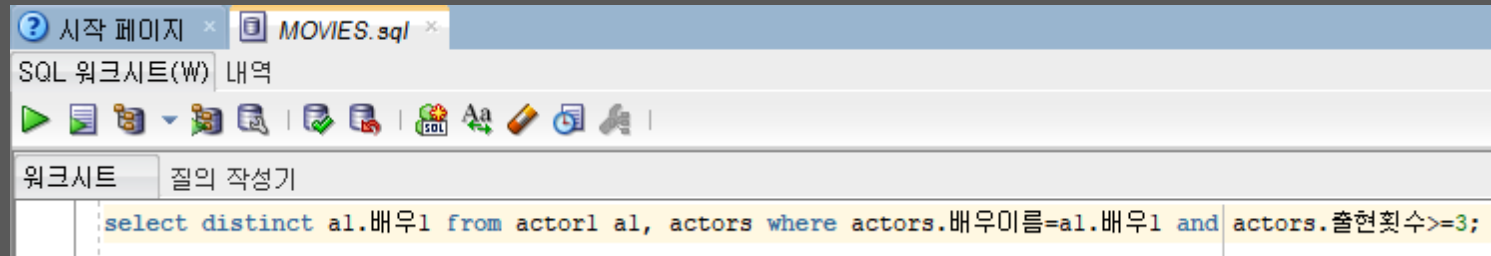 시작 페이지 MOVIES.sql
SQL 워크시트(W) 내역
워크시트 질의 작성기
select distinct a1.배우1 from actor1 a1, actors where actors.배우이름=a1.배우1 and actors.출현횟수>=3;